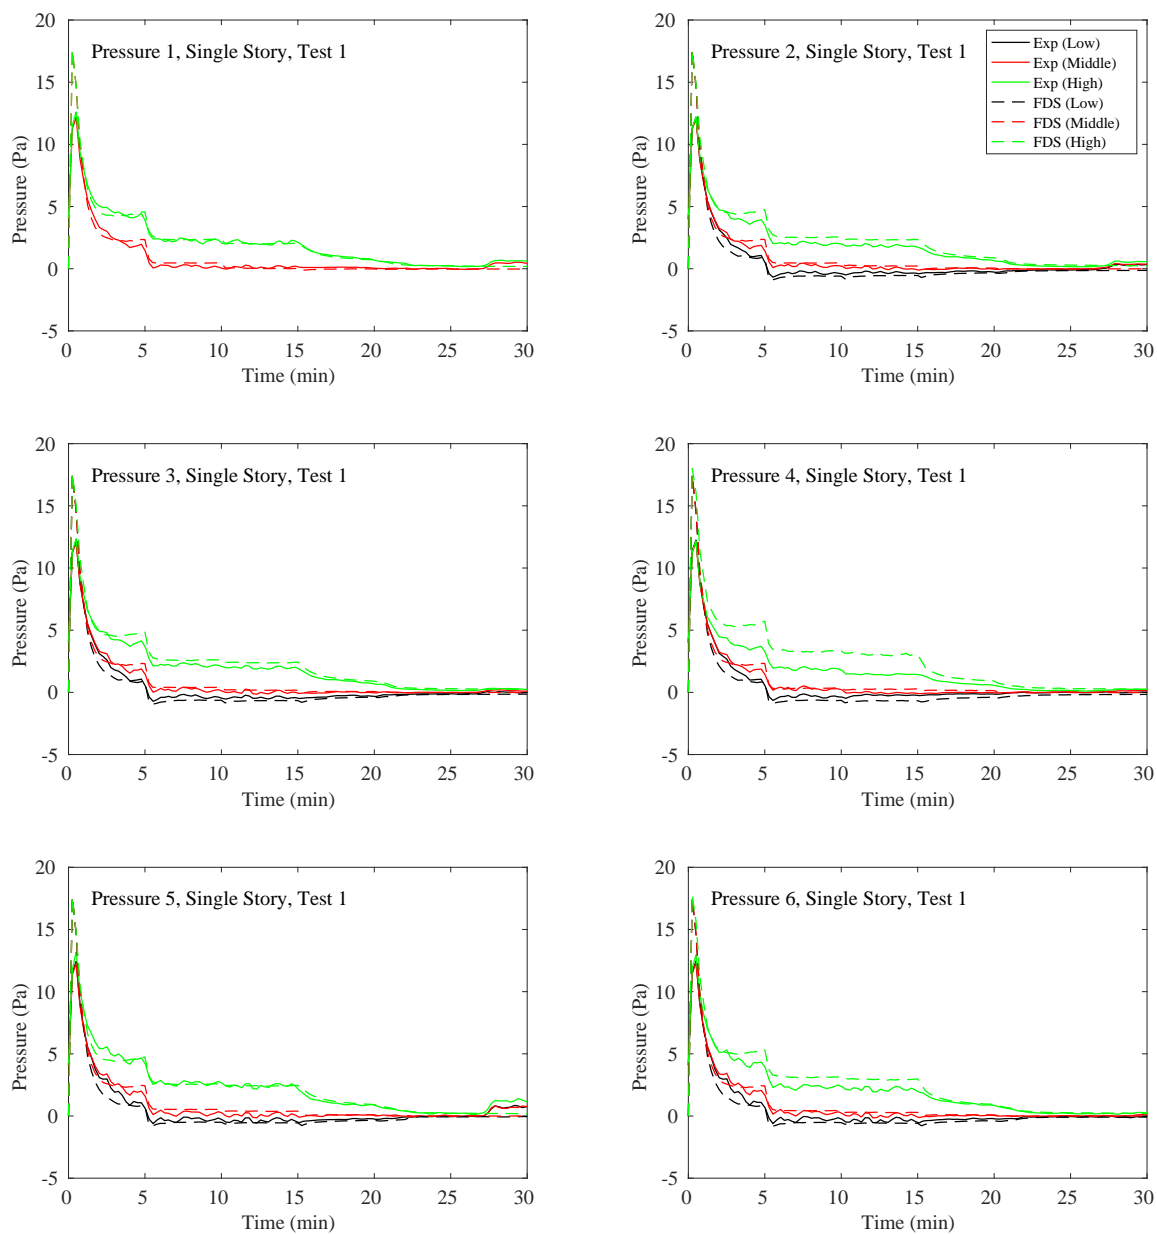 Pressure 1, Single Story, Test 1
20
15
10
5
0
-5
Pressure (Pa)
0 5 10 15 20 25 30
Time (min)
Pressure 2, Single Story, Test 1
Exp (Low)
Exp (Middle)
Exp (High)
FDS (Low)
FDS (Middle)
FDS (High)
20
15
10
5
0
-5
Pressure (Pa)
0 5 10 15 20 25 30
Time (min)
Pressure 3, Single Story, Test 1
20
15
10
5
0
-5
Pressure (Pa)
0 5 10 15 20 25 30
Time (min)
Pressure 4, Single Story, Test 1
20
15
10
5
0
-5
Pressure (Pa)
0 5 10 15 20 25 30
Time (min)
Pressure 5, Single Story, Test 1
20
15
10
5
0
-5
Pressure (Pa)
0 5 10 15 20 25 30
Time (min)
Pressure 6, Single Story, Test 1
20
15
10
5
0
-5
Pressure (Pa)
0 5 10 15 20 25 30
Time (min)